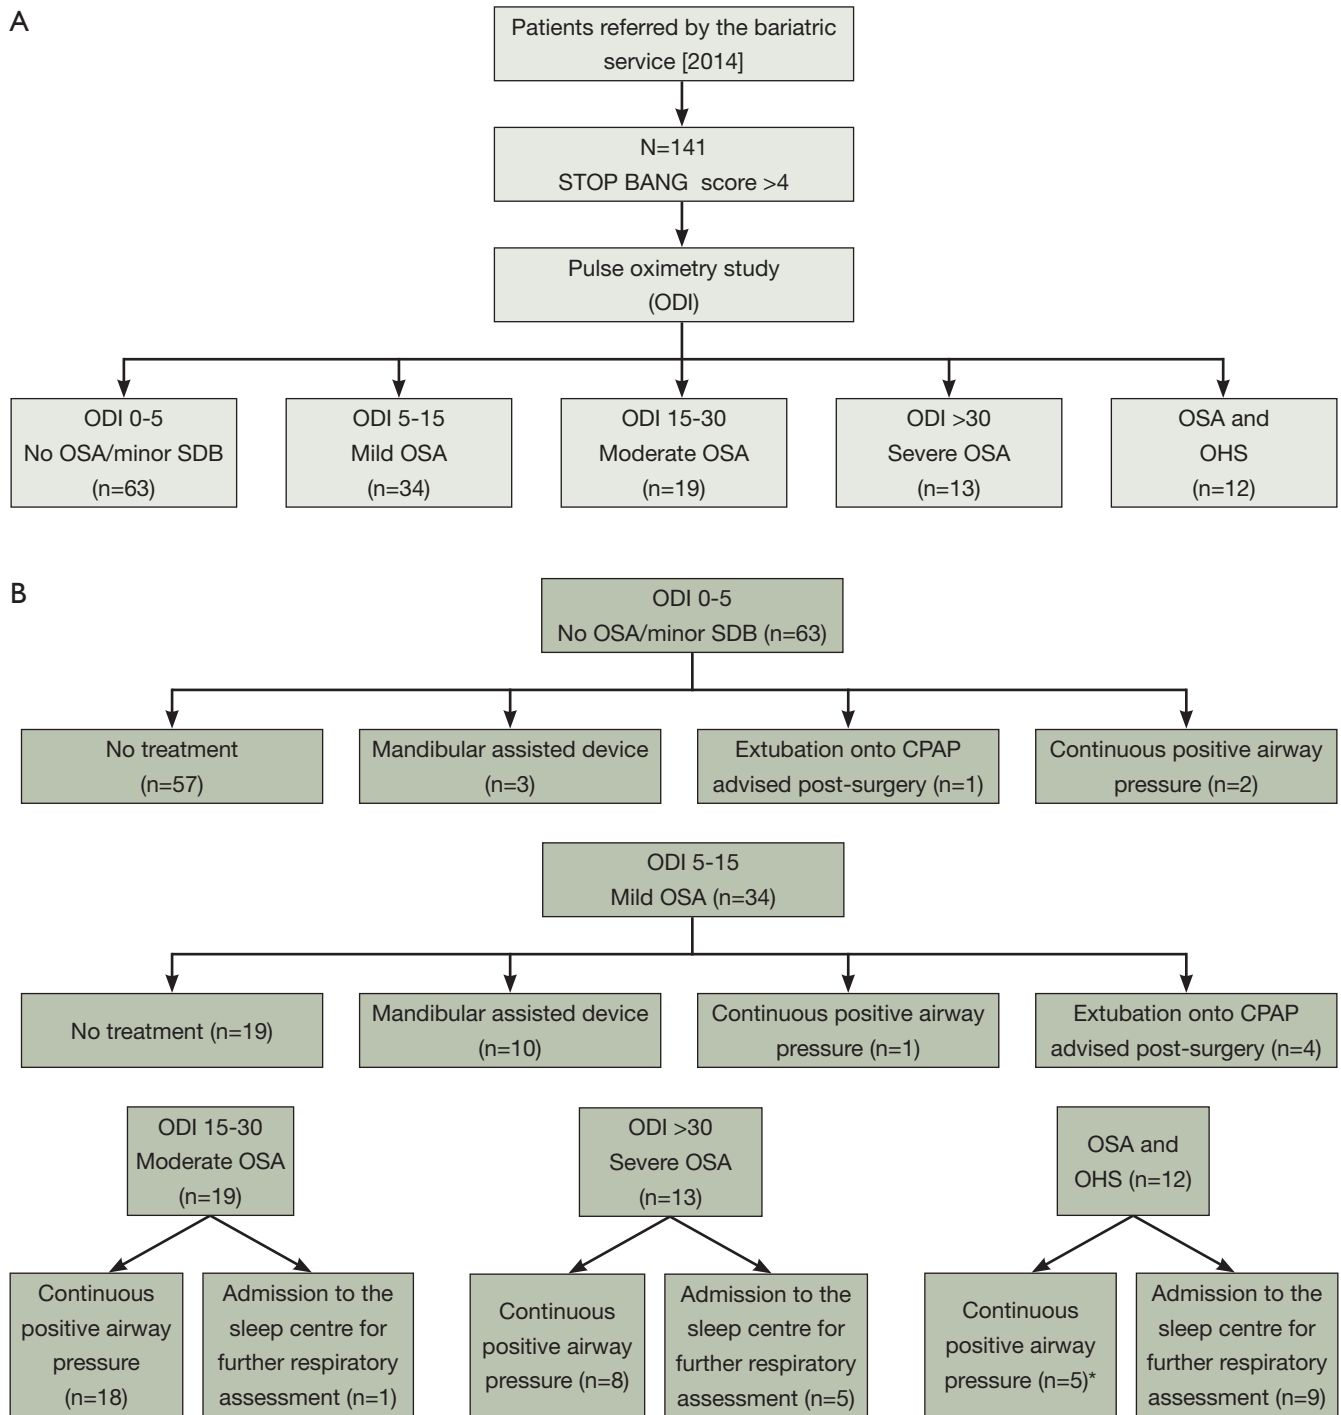 A
Patients referred by the bariatric
service [2014]
N=141
STOP BANG score >4
Pulse oximetry study
(ODI)
ODI 0-5
No OSA/minor SDB
(n=63)
ODI 5-15
Mild OSA
(n=34)
ODI 15-30
Moderate OSA
(n=19)
ODI >30
Severe OSA
(n=13)
OSA and
OHS
(n=12)
B
ODI 0-5
No OSA/minor SDB (n=63)
No treatment
(n=57)
Mandibular assisted device
(n=3)
Extubation onto CPAP
advised post-surgery (n=1)
Continuous positive airway
pressure (n=2)
ODI 5-15
Mild OSA (n=34)
No treatment (n=19)
Mandibular assisted device
(n=10)
Continuous positive airway
pressure (n=1)
Extubation onto CPAP
advised post-surgery (n=4)
ODI 15-30
Moderate OSA
(n=19)
ODI >30
Severe OSA
(n=13)
OSA and
OHS (n=12)
Continuous
positive airway
pressure
(n=18)
Admission to the
sleep centre for
further respiratory
assessment (n=1)
Continuous
positive airway
pressure (n=8)
Admission to the
sleep centre for
further respiratory
assessment (n=5)
Continuous
positive airway
pressure (n=5)*
Admission to the
sleep centre for
further respiratory
assessment (n=9)